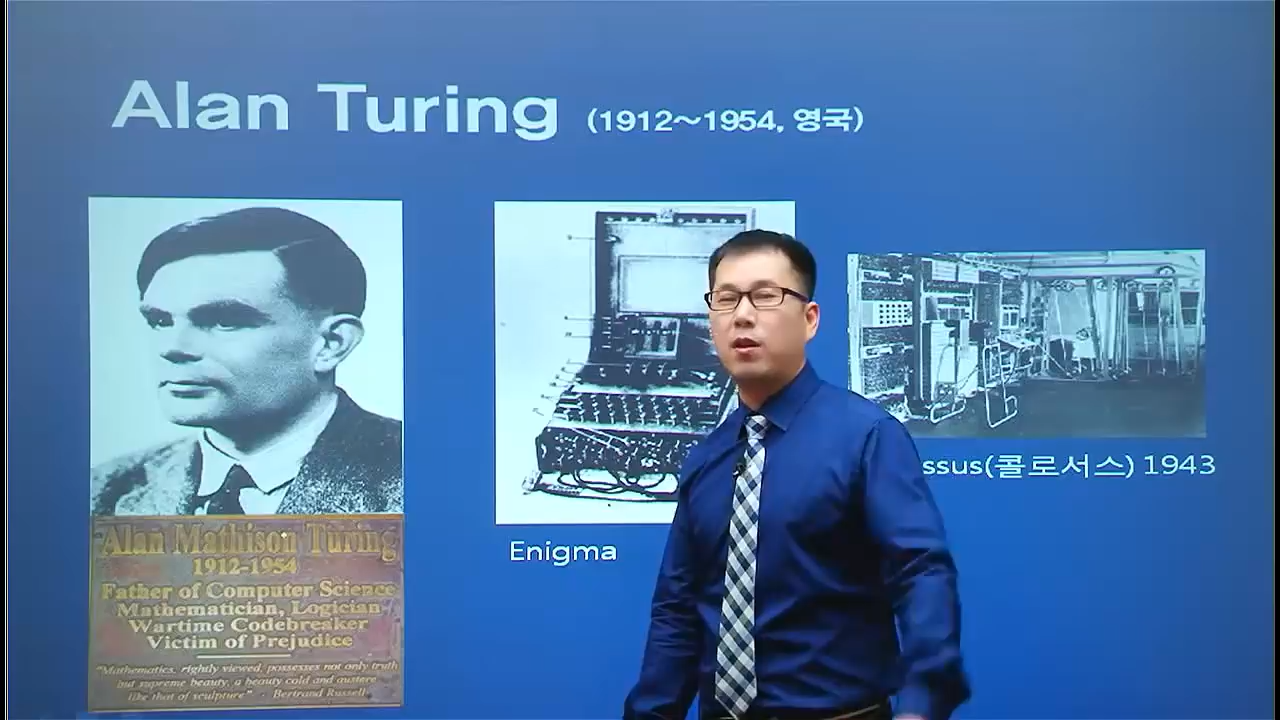 Alan Turing (1912~1954, 영국)
Enigma
ssus(콜로서스) 1943
Alan Mathison Turing
1912-1954
Father of Computer Science
Mathematician, Logician
Wartime Codebreaker
Victim of Prejudice
"Mathematics, rightly viewed, possesses not only truth
but supreme beauty, a beauty cold and austere
like that of sculpture" - Bertrand Russell